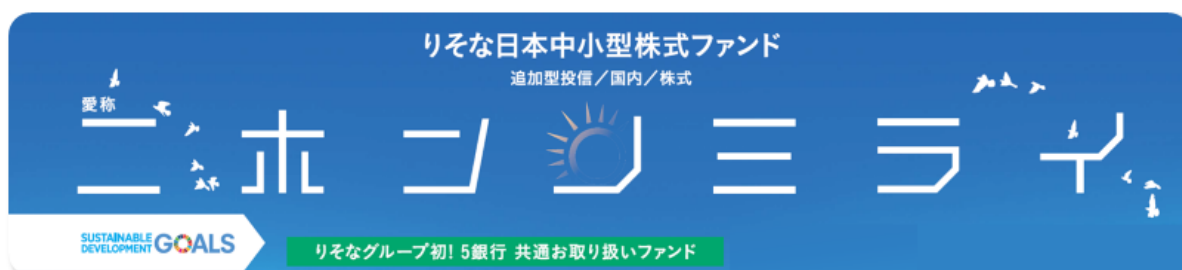 りそな日本中小型株式ファンド
追加型投信／国内／株式
愛称
ニホンノミライ
SUSTAINABLE
DEVELOPMENT GOALS
りそなグループ初! 5銀行 共通お取り扱いファンド